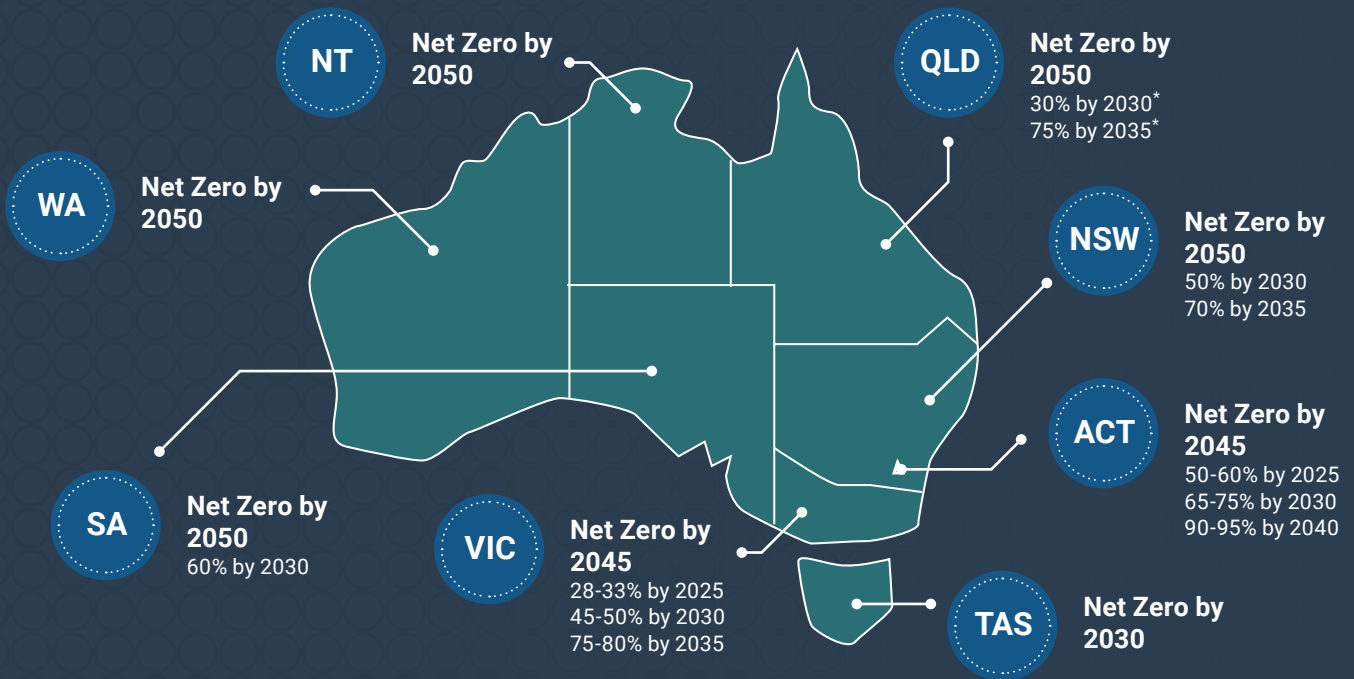 NT
Net Zero by
2050
QLD
Net Zero by
2050
30% by 2030*
75% by 2035*
WA
Net Zero by
2050
NSW
Net Zero by
2050
50% by 2030
70% by 2035
ACT
Net Zero by
2045
50-60% by 2025
65-75% by 2030
90-95% by 2040
SA
Net Zero by
2050
60% by 2030
VIC
Net Zero by
2045
28-33% by 2025
45-50% by 2030
75-80% by 2035
TAS
Net Zero by
2030